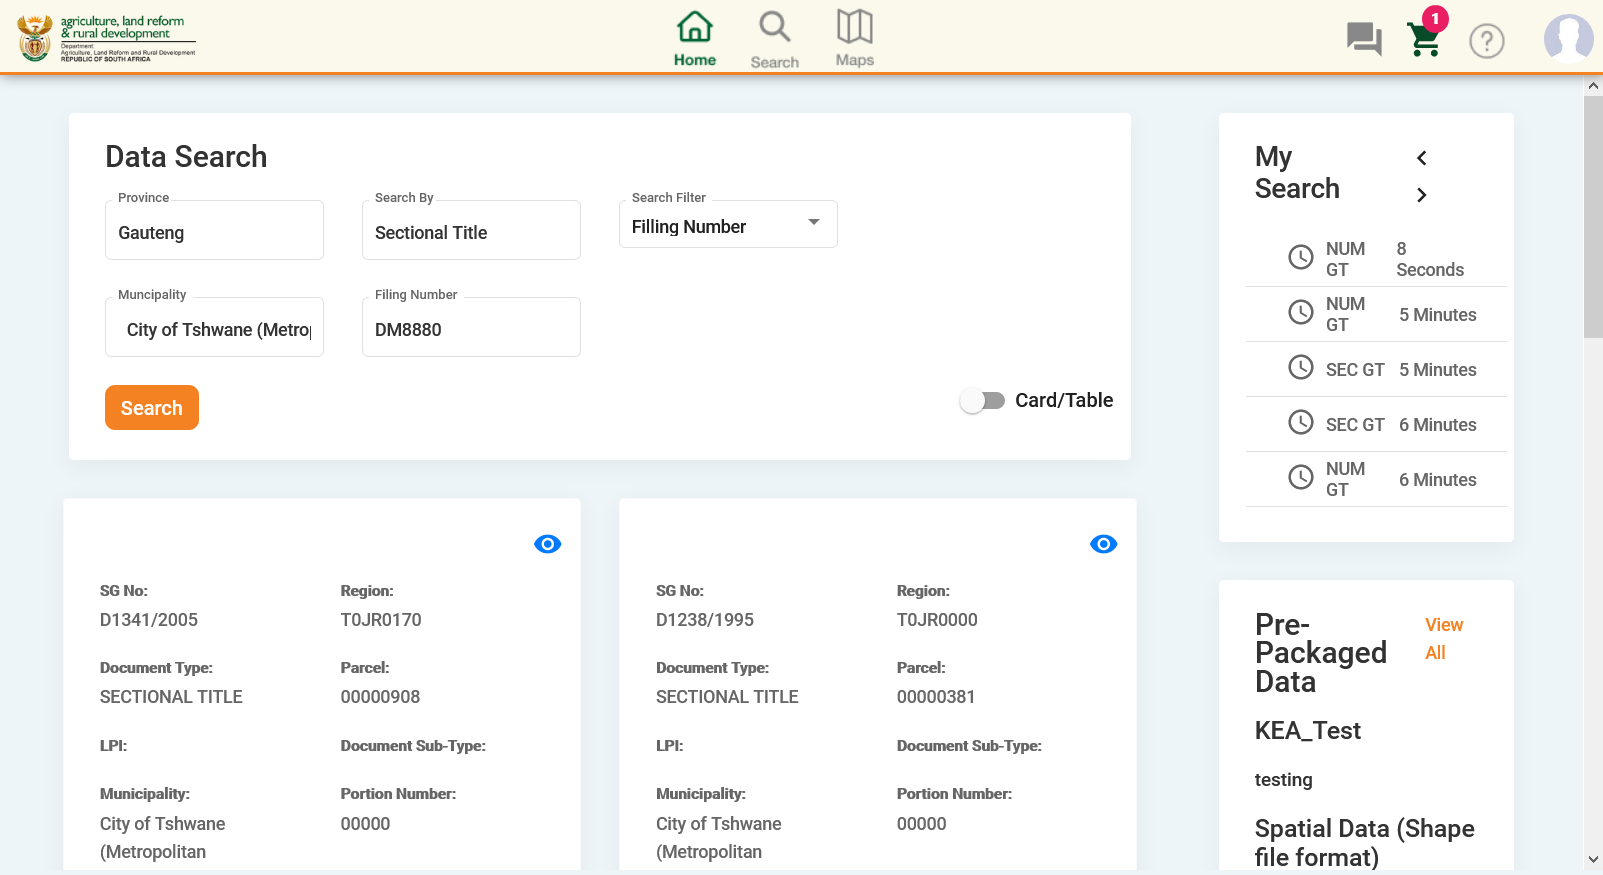 agriculture, land reform
& rural development
Department:
Agriculture, Land Reform and Rural Development
REPUBLIC OF SOUTH AFRICA
Home
Search
Maps
1
?
Data Search
Province
Gauteng
Search By
Sectional Title
Search Filter
Filling Number
Muncipality
City of Tshwane (Metrop
Filing Number
DM8880
Search
Card/Table
SG No:
D1341/2005
Region:
T0JR0170
Document Type:
SECTIONAL TITLE
Parcel:
00000908
LPI:
Document Sub-Type:
Municipality:
City of Tshwane
(Metropolitan
Portion Number:
00000
SG No:
D1238/1995
Region:
T0JR0000
Document Type:
SECTIONAL TITLE
Parcel:
00000381
LPI:
Document Sub-Type:
Municipality:
City of Tshwane
(Metropolitan
Portion Number:
00000
My
Search
NUM
GT
8
Seconds
NUM
GT
5 Minutes
SEC GT
5 Minutes
SEC GT
6 Minutes
NUM
GT
6 Minutes
Pre-
Packaged
Data
View
All
KEA_Test
testing
Spatial Data (Shape
file format)